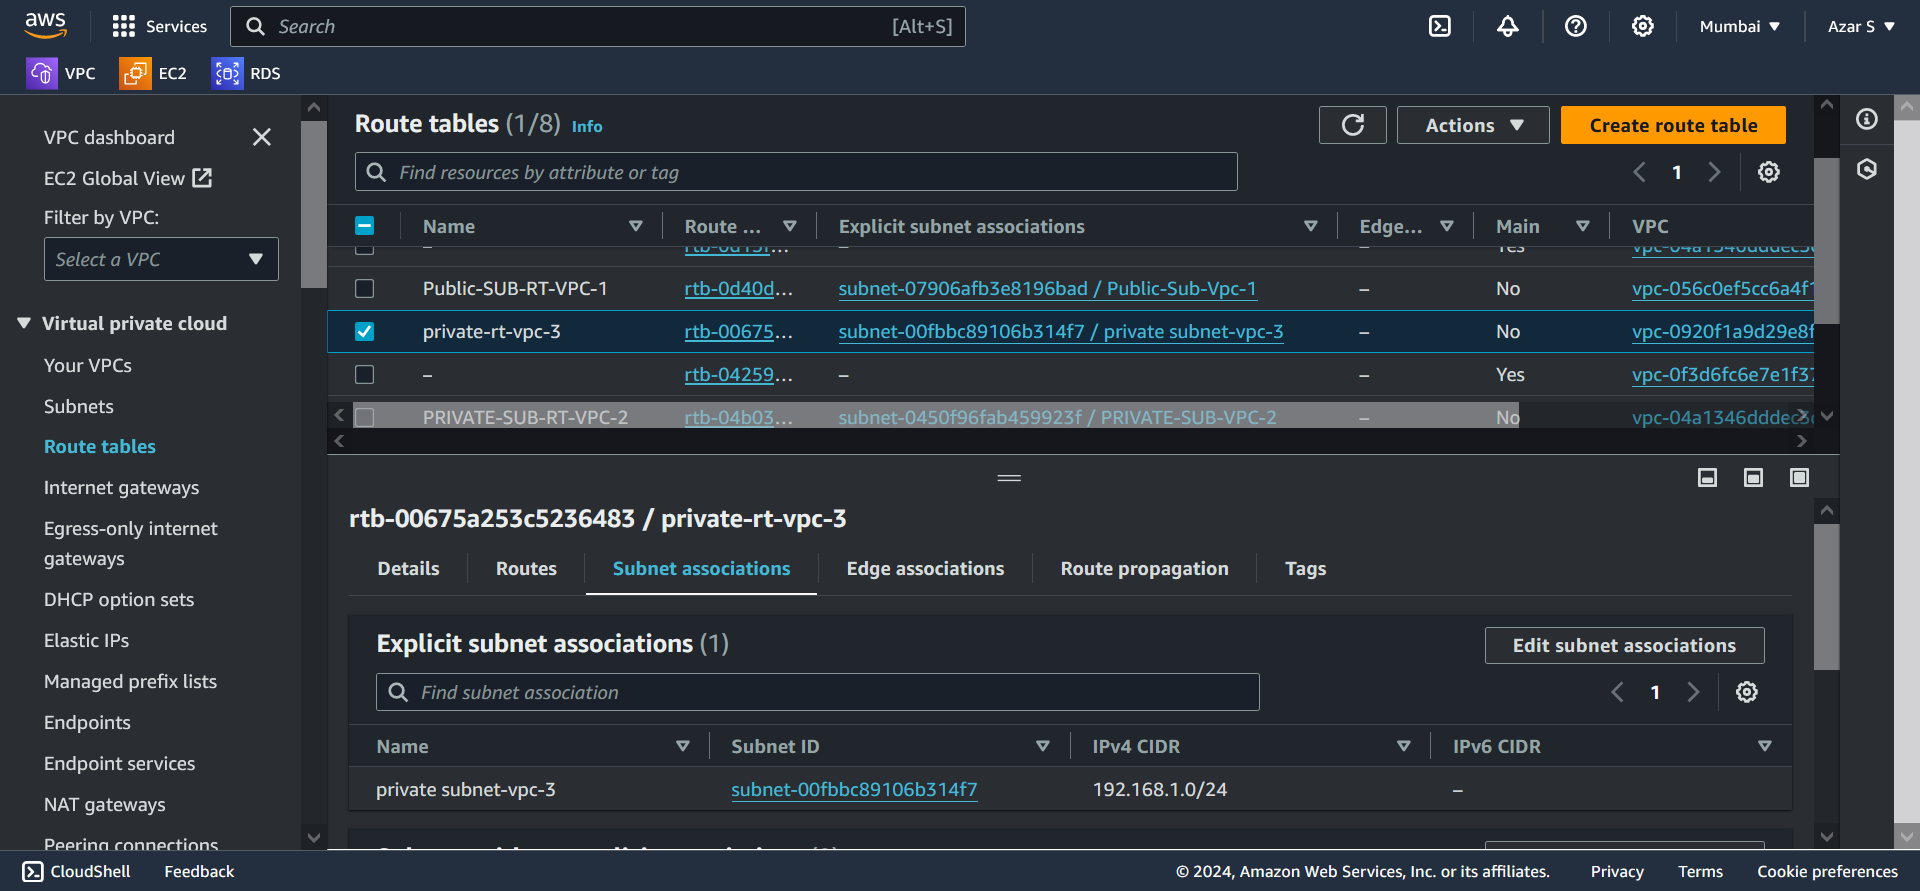 aws
Services
Search
[Alt+S]
Mumbai
Azar S
VPC
EC2
RDS
VPC dashboard
EC2 Global View
Filter by VPC:
Select a VPC
Virtual private cloud
Your VPCs
Subnets
Route tables
Internet gateways
Egress-only internet
gateways
DHCP option sets
Elastic IPs
Managed prefix lists
Endpoints
Endpoint services
NAT gateways
Peering connections
Route tables (1/8) Info
Actions
Create route table
Find resources by attribute or tag
1
Name Route ... Explicit subnet associations Edge... Main VPC
– – – Yes
Public-SUB-RT-VPC-1 rtb-0d40d... subnet-07906afb3e8196bad / Public-Sub-Vpc-1 – No vpc-056c0ef5cc6a4f1
private-rt-vpc-3 rtb-00675... subnet-00fbbc89106b314f7 / private subnet-vpc-3 – No vpc-0920f1a9d29e8f
– rtb-04259... – – Yes vpc-0f3d6fc6e7e1f37
PRIVATE-SUB-RT-VPC-2 rtb-04b03... subnet-0450f96fab459923f / PRIVATE-SUB-VPC-2 – No vpc-04a1346dddec3
rtb-00675a253c5236483 / private-rt-vpc-3
Details
Routes
Subnet associations
Edge associations
Route propagation
Tags
Explicit subnet associations (1)
Edit subnet associations
Find subnet association
1
Name Subnet ID IPv4 CIDR IPv6 CIDR
private subnet-vpc-3 subnet-00fbbc89106b314f7 192.168.1.0/24 –
CloudShell
Feedback
© 2024, Amazon Web Services, Inc. or its affiliates.
Privacy
Terms
Cookie preferences